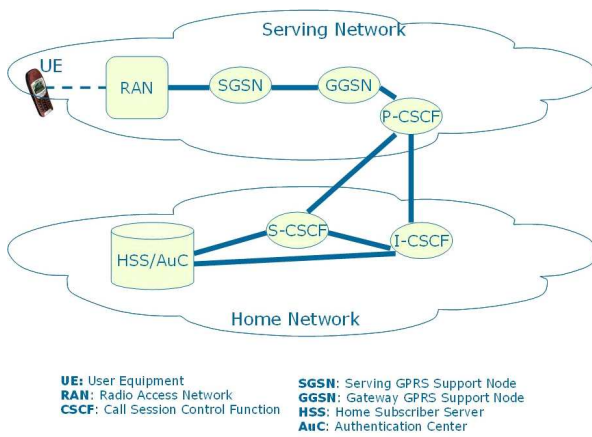 Serving Network
UE
RAN
SGSN
GGSN
P-CSCF
S-CSCF
I-CSCF
HSS/AuC
Home Network
UE: User Equipment
RAN: Radio Access Network
CSCF: Call Session Control Function
SGSN: Serving GPRS Support Node
GGSN: Gateway GPRS Support Node
HSS: Home Subscriber Server
AuC: Authentication Center